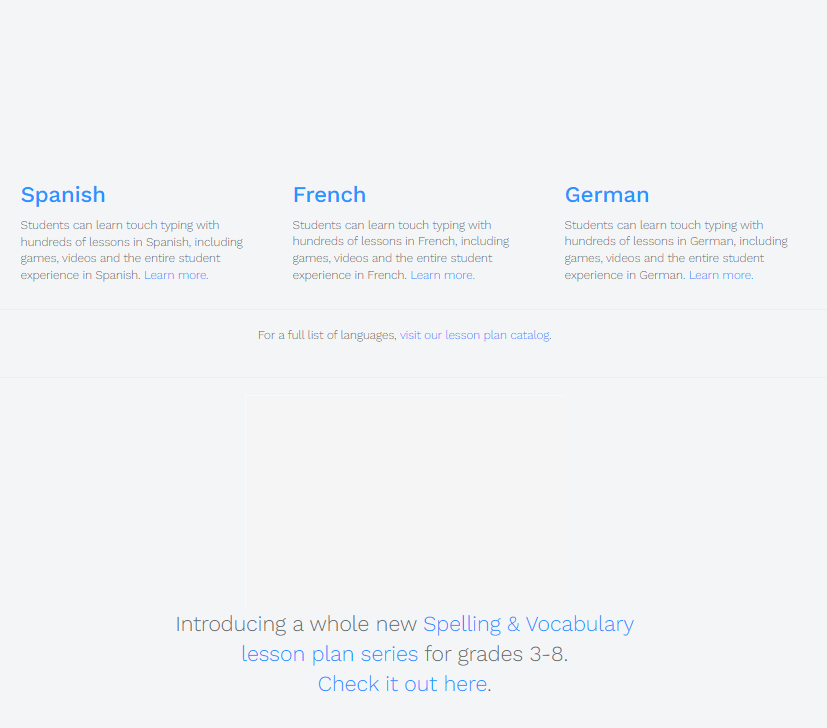 Spanish
Students can learn touch typing with
hundreds of lessons in Spanish, including
games, videos and the entire student
experience in Spanish. Learn more.
French
Students can learn touch typing with
hundreds of lessons in French, including
games, videos and the entire student
experience in French. Learn more.
German
Students can learn touch typing with
hundreds of lessons in German, including
games, videos and the entire student
experience in German. Learn more.
For a full list of languages, visit our lesson plan catalog.
Introducing a whole new Spelling & Vocabulary
lesson plan series for grades 3-8.
Check it out here.